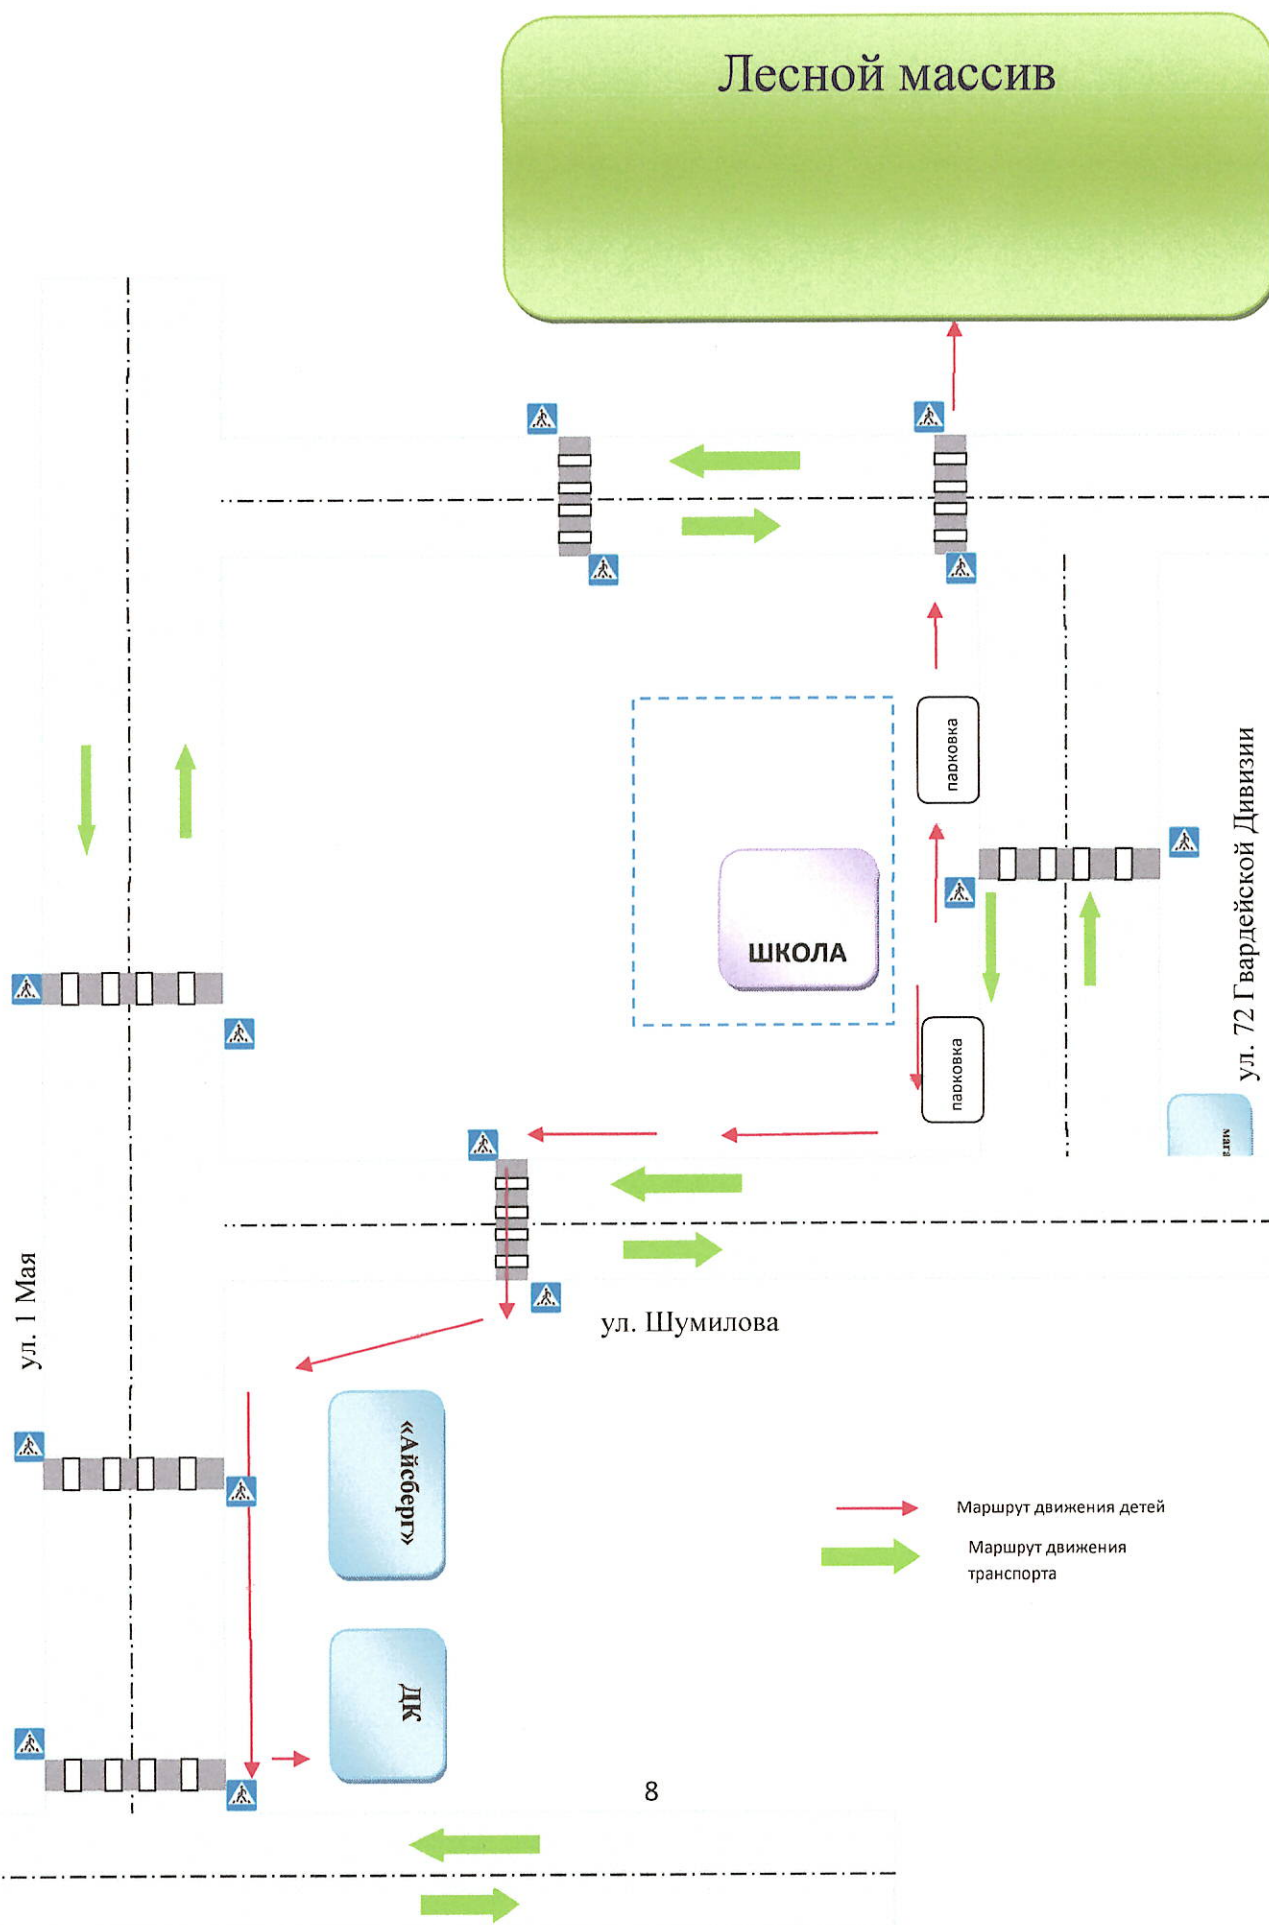 Лесной массив
парковка
ул. 72 Гвардейской Дивизии
ШКОЛА
парковка
мага
ул. 1 Мая
ул. Шумилова
«Айсберг»
Маршрут движения детей
Маршрут движения
транспорта
ДК
8